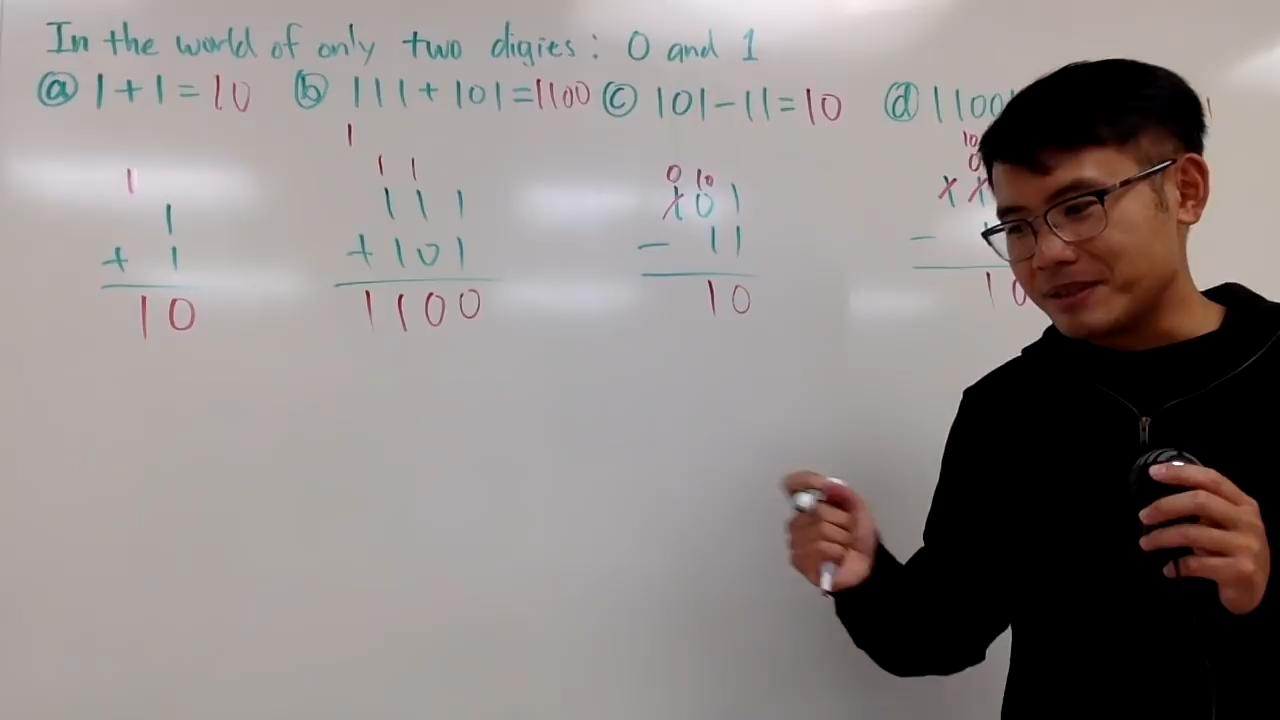 In the world of only two digies: 0 and 1
ⓐ 1+1=10 ⓑ 111+101=1100 ⓒ 101-11=10 ⓓ 1100
1 1 0 10 10
1 1 1 0
1 111 101
+ 1 +101 - 11 -
10 1100 10 10